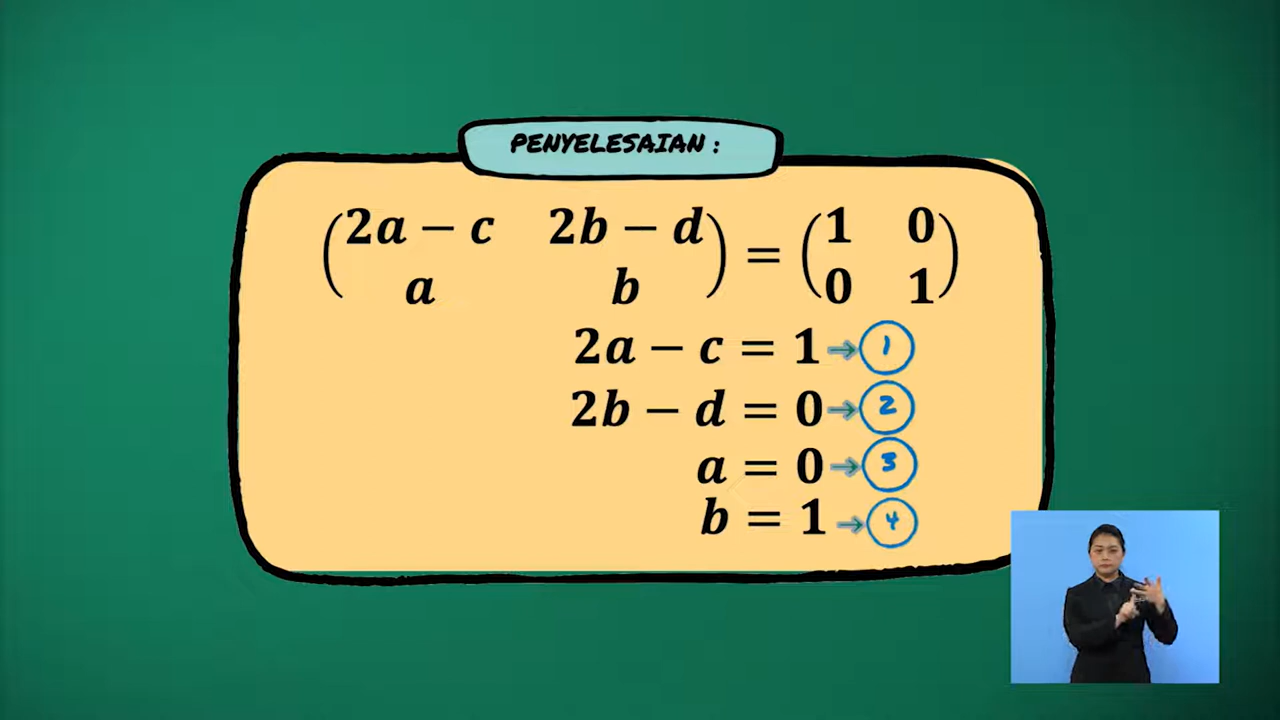 PENYELESAIAN :
(2a − c 2b − d) = (1 0)
(a b) (0 1)
2a − c = 1 → 1
2b − d = 0 → 2
a = 0 → 3
b = 1 → 4